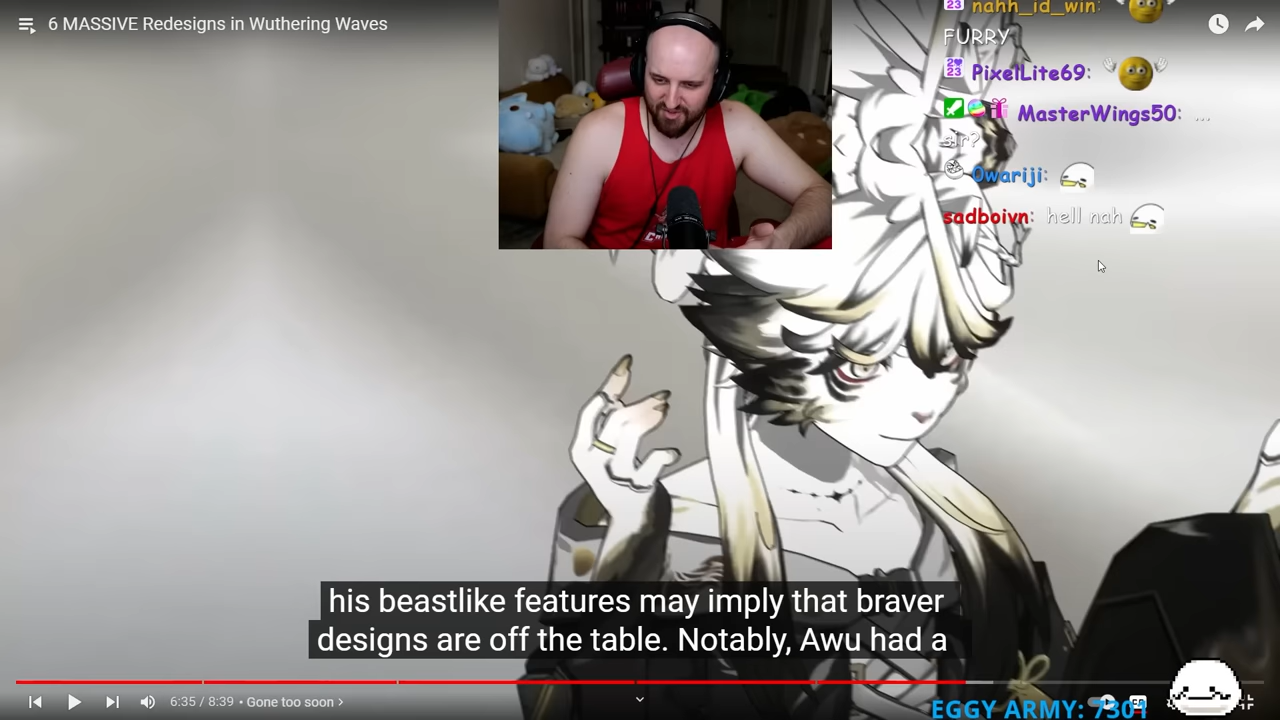 6 MASSIVE Redesigns in Wuthering Waves
nahh_id_win:
FURRY
PixelLite69:
MasterWings50: ...
sir?
0wariji:
sadboivn: hell nah
his beastlike features may imply that braver
designs are off the table. Notably, Awu had a
6:35 / 8:39 • Gone too soon
EGGY ARMY: 7301